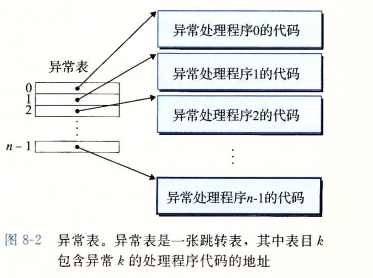 异常处理程序0的代码
异常表
异常处理程序1的代码
0
1
2
异常处理程序2的代码
n-1
异常处理程序n-1的代码
图 8-2 异常表。异常表是一张跳转表，其中表目 k
包含异常 k 的处理程序代码的地址